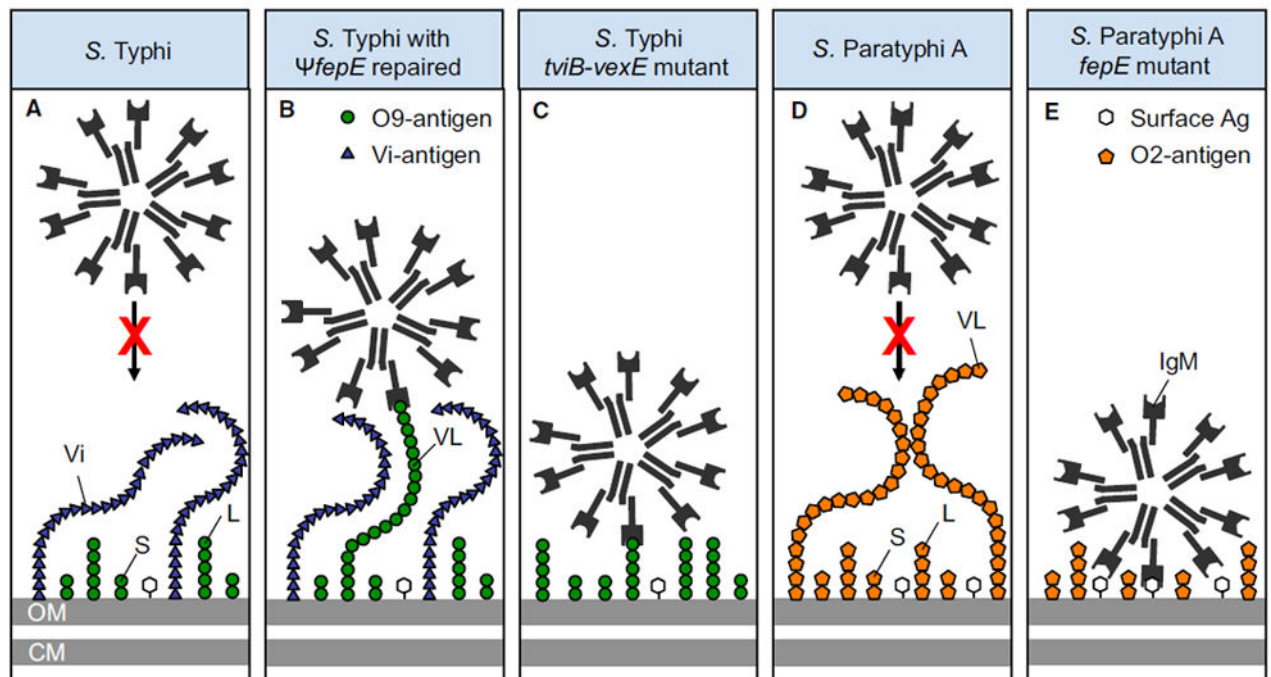 S. Typhi
S. Typhi with
ΨfepE repaired
S. Typhi
tviB-vexE mutant
S. Paratyphi A
S. Paratyphi A
fepE mutant
A
B
O9-antigen
Vi-antigen
C
D
E
Surface Ag
O2-antigen
X
X
VL
IgM
Vi
L
S
VL
L
S
OM
CM